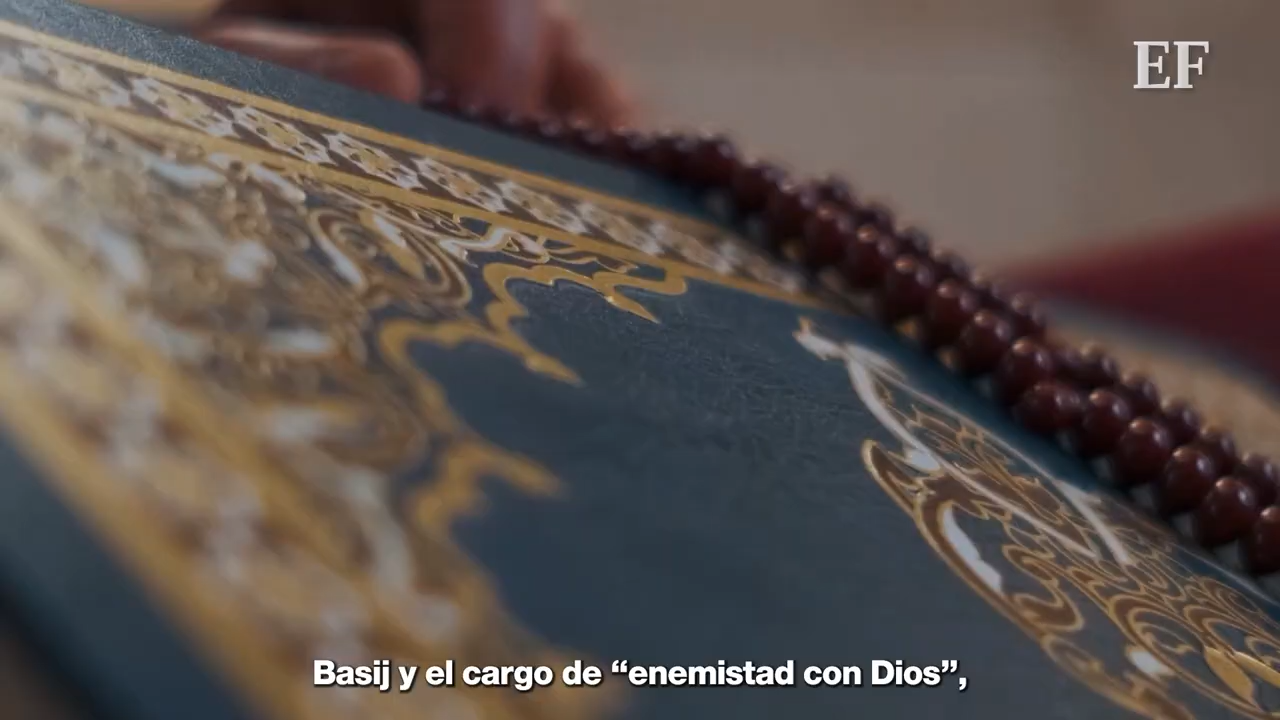 EF
Basij y el cargo de “enemistad con Dios”,